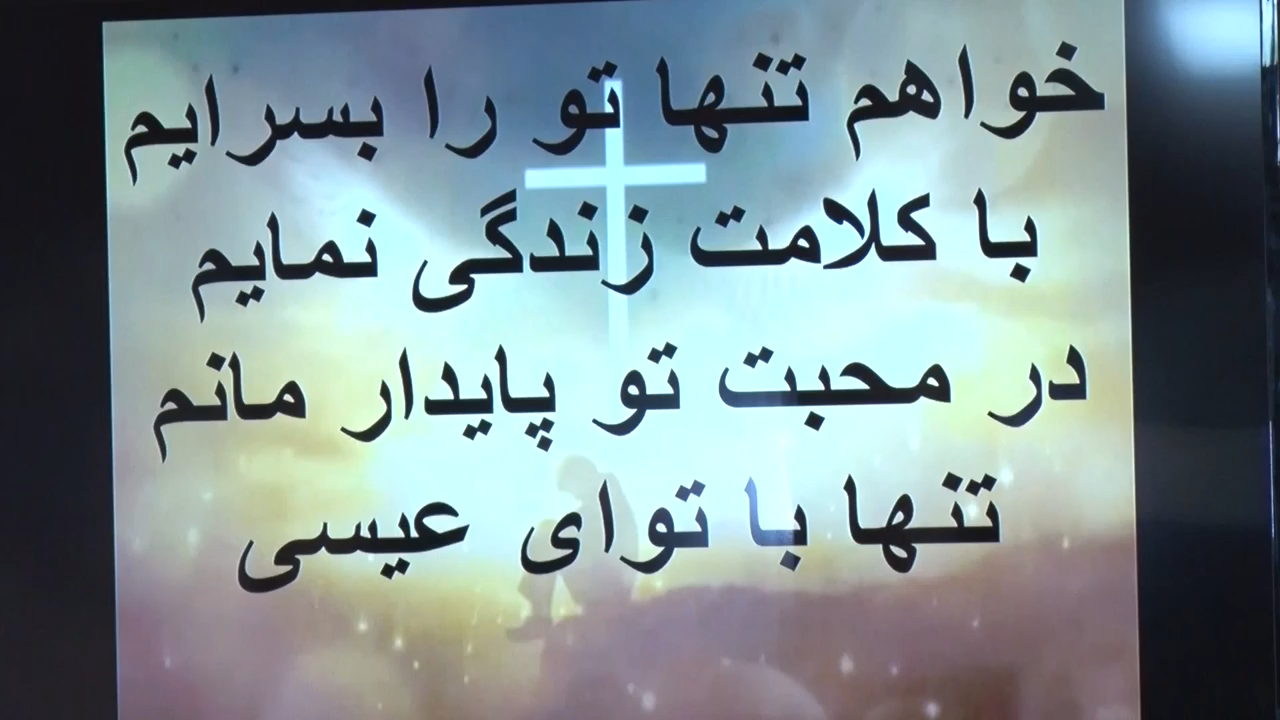 خواهم تنها تو را بسرایم
با کلامت زندگی نمایم
در محبت تو پایدار مانم
تنها با توای عیسی